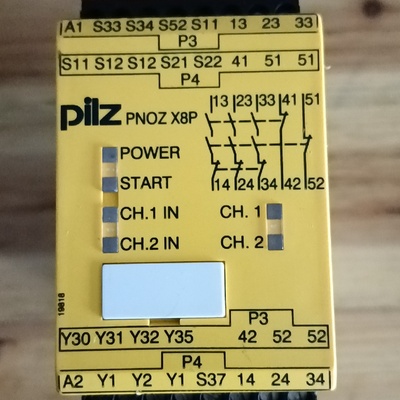 A1 S33 S34 S52 S11 13 23 33
P3
S11 S12 S12 S21 S22 41 51 51
P4
pilz PNOZ X8P
13 23 33 41 51
POWER
START
14 24 34 42 52
CH.1 IN CH. 1
CH.2 IN CH. 2
19818
P3
Y30 Y31 Y32 Y35 42 52 52
P4
A2 Y1 Y2 Y1 S37 14 24 34